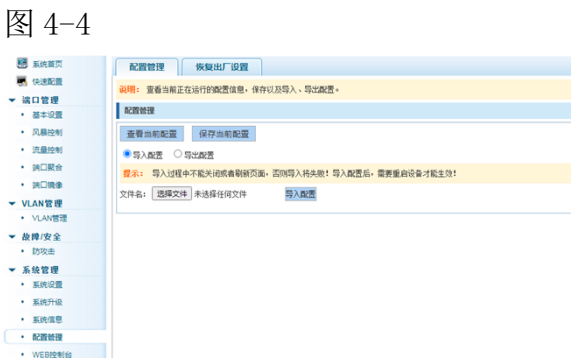 图 4-4
系统首页
快速配置
端口管理
基本设置
风暴控制
流量控制
端口聚合
端口镜像
VLAN管理
VLAN管理
故障/安全
防攻击
系统管理
系统设置
系统升级
系统信息
配置管理
WEB控制台
配置管理 恢复出厂设置
说明： 查看当前正在运行的配置信息，保存以及导入、导出配置。
配置管理
查看当前配置 保存当前配置
导入配置 导出配置
提示： 导入过程中不能关闭或者刷新页面，否则导入将失败！导入配置后，需要重启设备才能生效！
文件名： 选择文件 未选择任何文件 导入配置